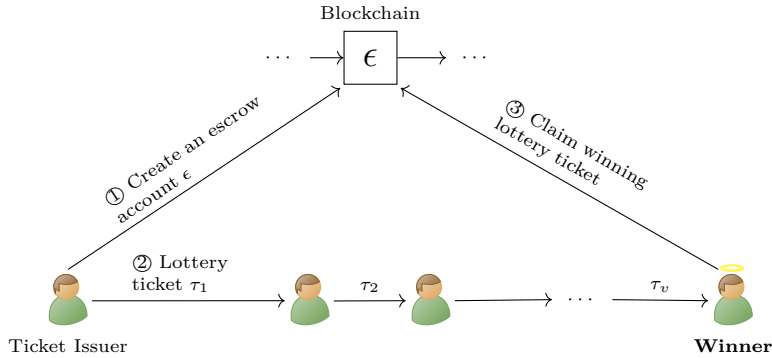 Blockchain
··· ϵ ···
① Create an escrow
account ϵ
③ Claim winning
lottery ticket
② Lottery
ticket τ₁
τ₂
···
τᵥ
Ticket Issuer
Winner